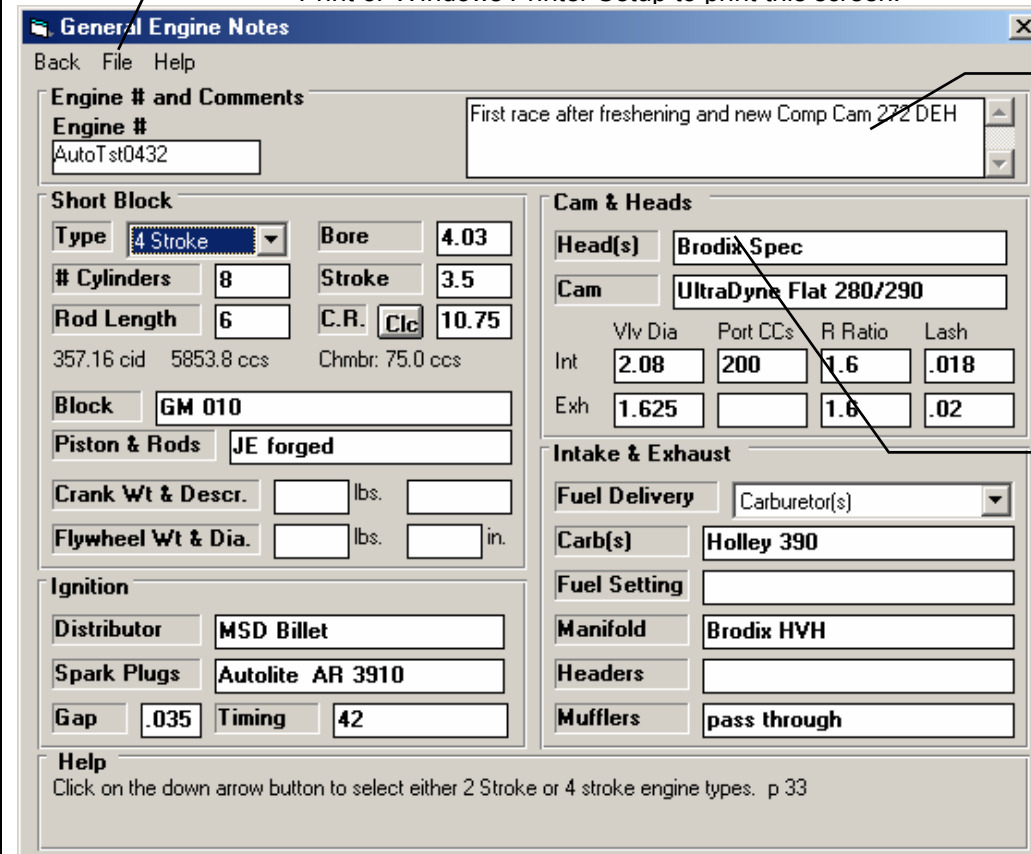 Print or Windows Printer Setup to print this screen.
General Engine Notes
Back File Help
Engine # and Comments
Engine #
AutoTst0432
First race after freshening and new Comp Cam 272 DEH
Short Block
Type 4 Stroke Bore 4.03
# Cylinders 8 Stroke 3.5
Rod Length 6 C.R. Clc 10.75
357.16 cid 5853.8 ccs Chmbr: 75.0 ccs
Block GM 010
Piston & Rods JE forged
Crank Wt & Descr. lbs.
Flywheel Wt & Dia. lbs. in.
Ignition
Distributor MSD Billet
Spark Plugs Autolite AR 3910
Gap .035 Timing 42
Cam & Heads
Head(s) Brodix Spec
Cam UltraDyne Flat 280/290
Vlv Dia Port CCs R Ratio Lash
Int 2.08 200 1.6 .018
Exh 1.625 1.6 .02
Intake & Exhaust
Fuel Delivery Carburetor(s)
Carb(s) Holley 390
Fuel Setting
Manifold Brodix HVH
Headers
Mufflers pass through
Help
Click on the down arrow button to select either 2 Stroke or 4 stroke engine types. p 33